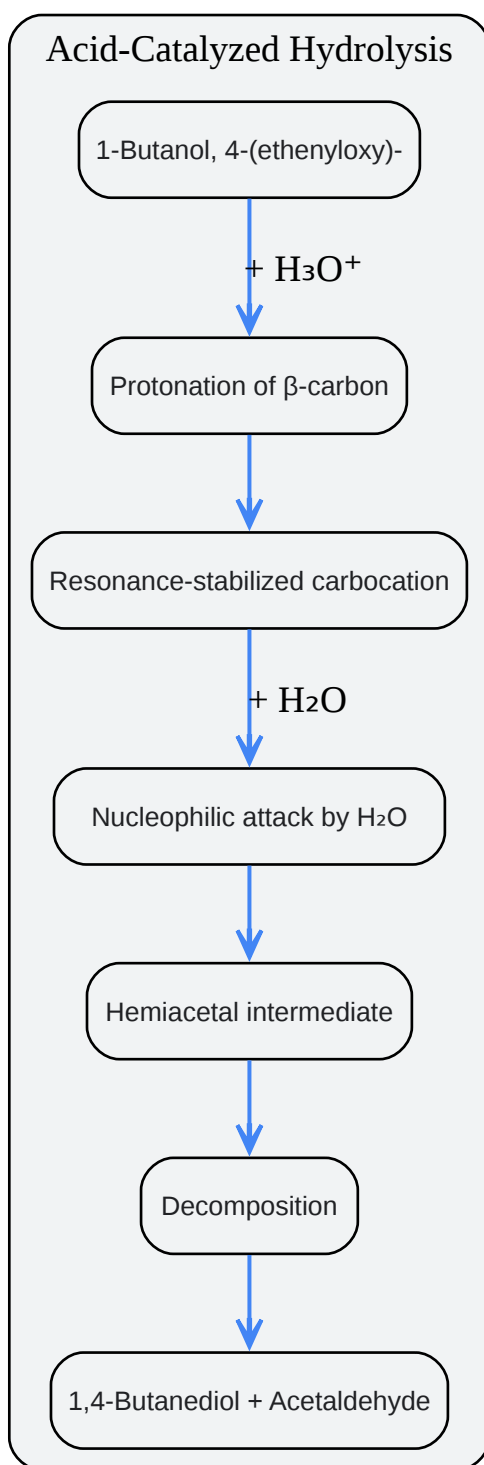 Acid-Catalyzed Hydrolysis
1-Butanol, 4-(ethenyloxy)-
+ H₃O⁺
Protonation of β-carbon
Resonance-stabilized carbocation
+ H₂O
Nucleophilic attack by H₂O
Hemiacetal intermediate
Decomposition
1,4-Butanediol + Acetaldehyde